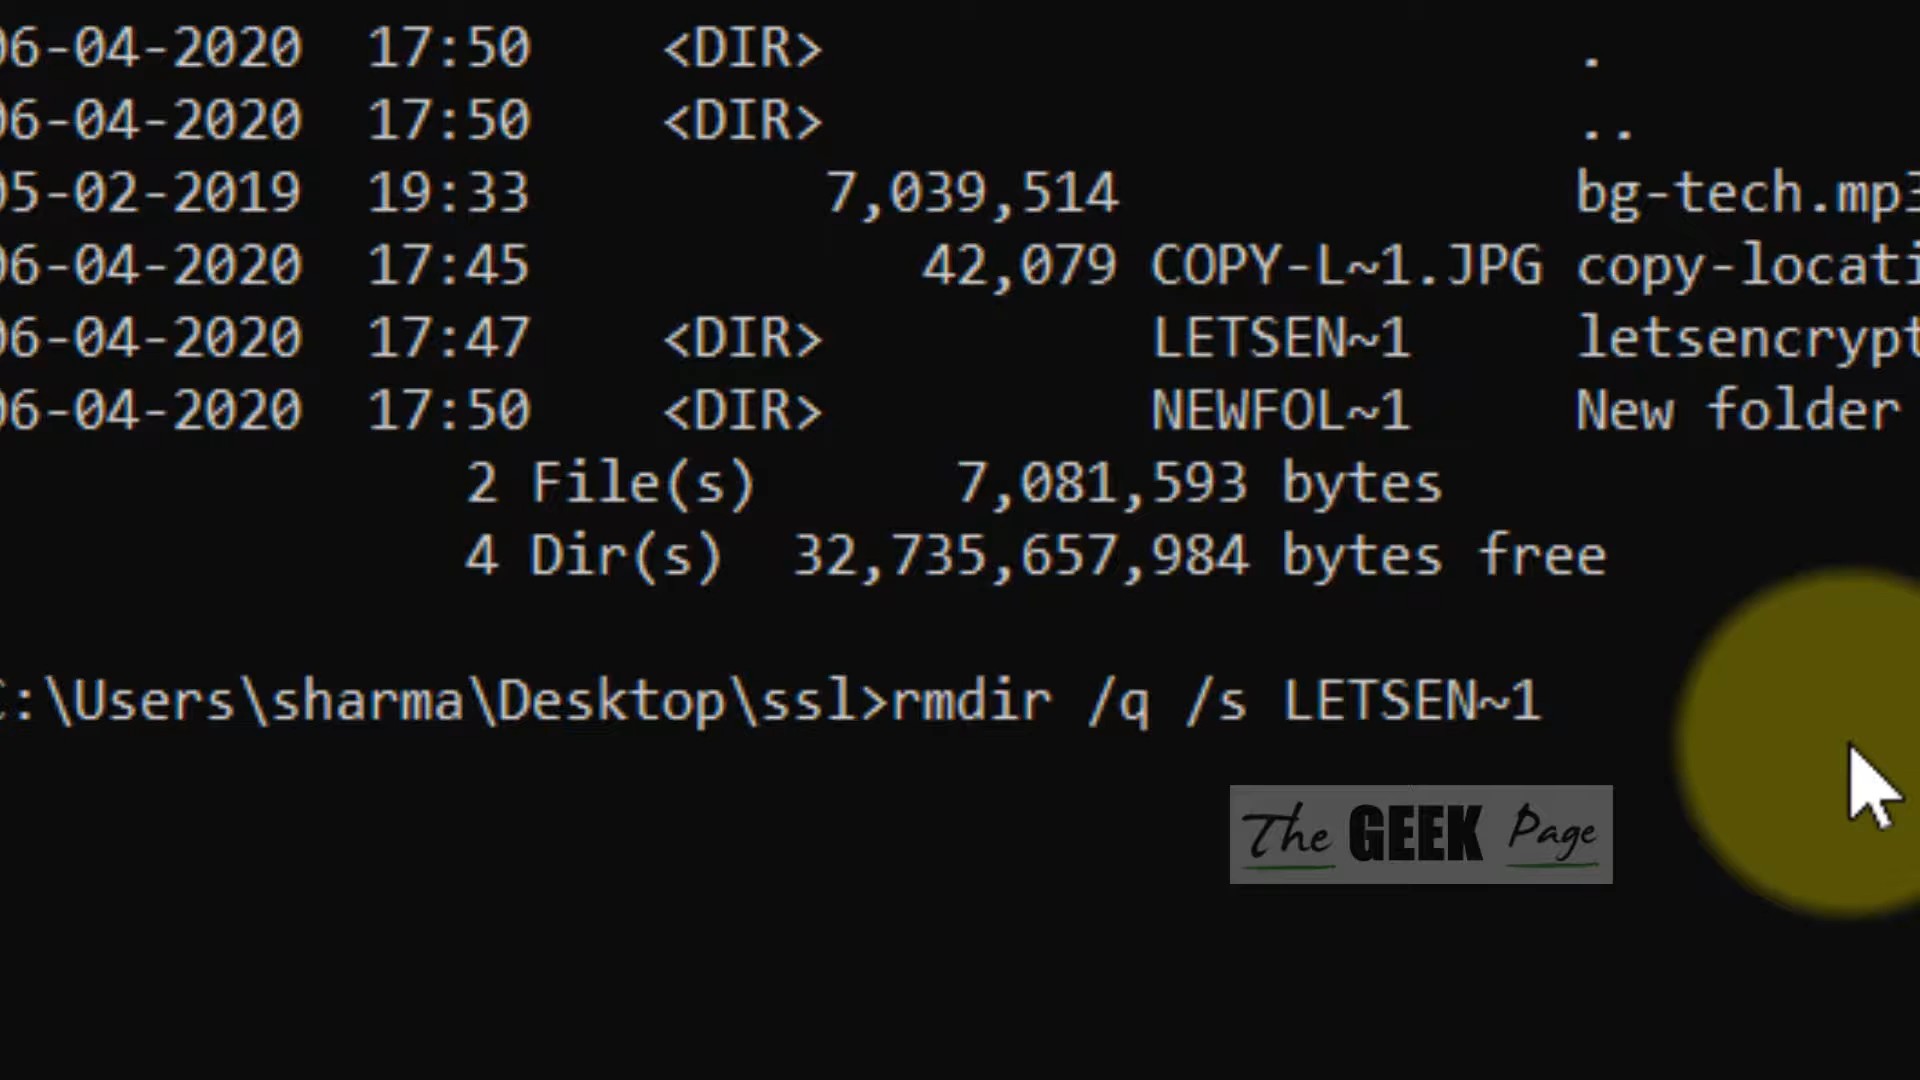 06-04-2020 17:50 <DIR> .
06-04-2020 17:50 <DIR> ..
05-02-2019 19:33 7,039,514 bg-tech.mp3
06-04-2020 17:45 42,079 COPY-L~1.JPG copy-locati
06-04-2020 17:47 <DIR> LETSEN~1 letsencrypt
06-04-2020 17:50 <DIR> NEWFOL~1 New folder
2 File(s) 7,081,593 bytes
4 Dir(s) 32,735,657,984 bytes free
C:\Users\sharma\Desktop\ssl>rmdir /q /s LETSEN~1
The GEEK Page